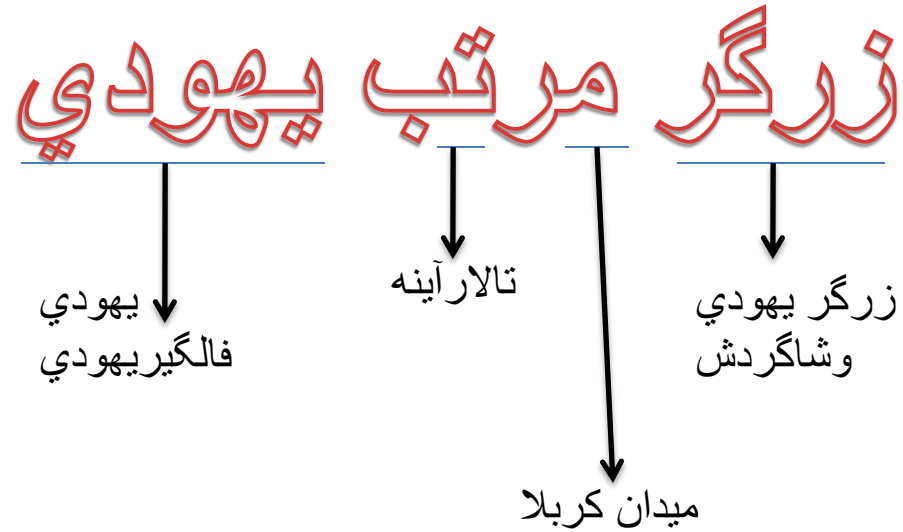 زرگر مرتب يهودي
زرگر يهودي
وشاگردش
ميدان كربلا
تالارآينه
يهودي
فالگيريهودي